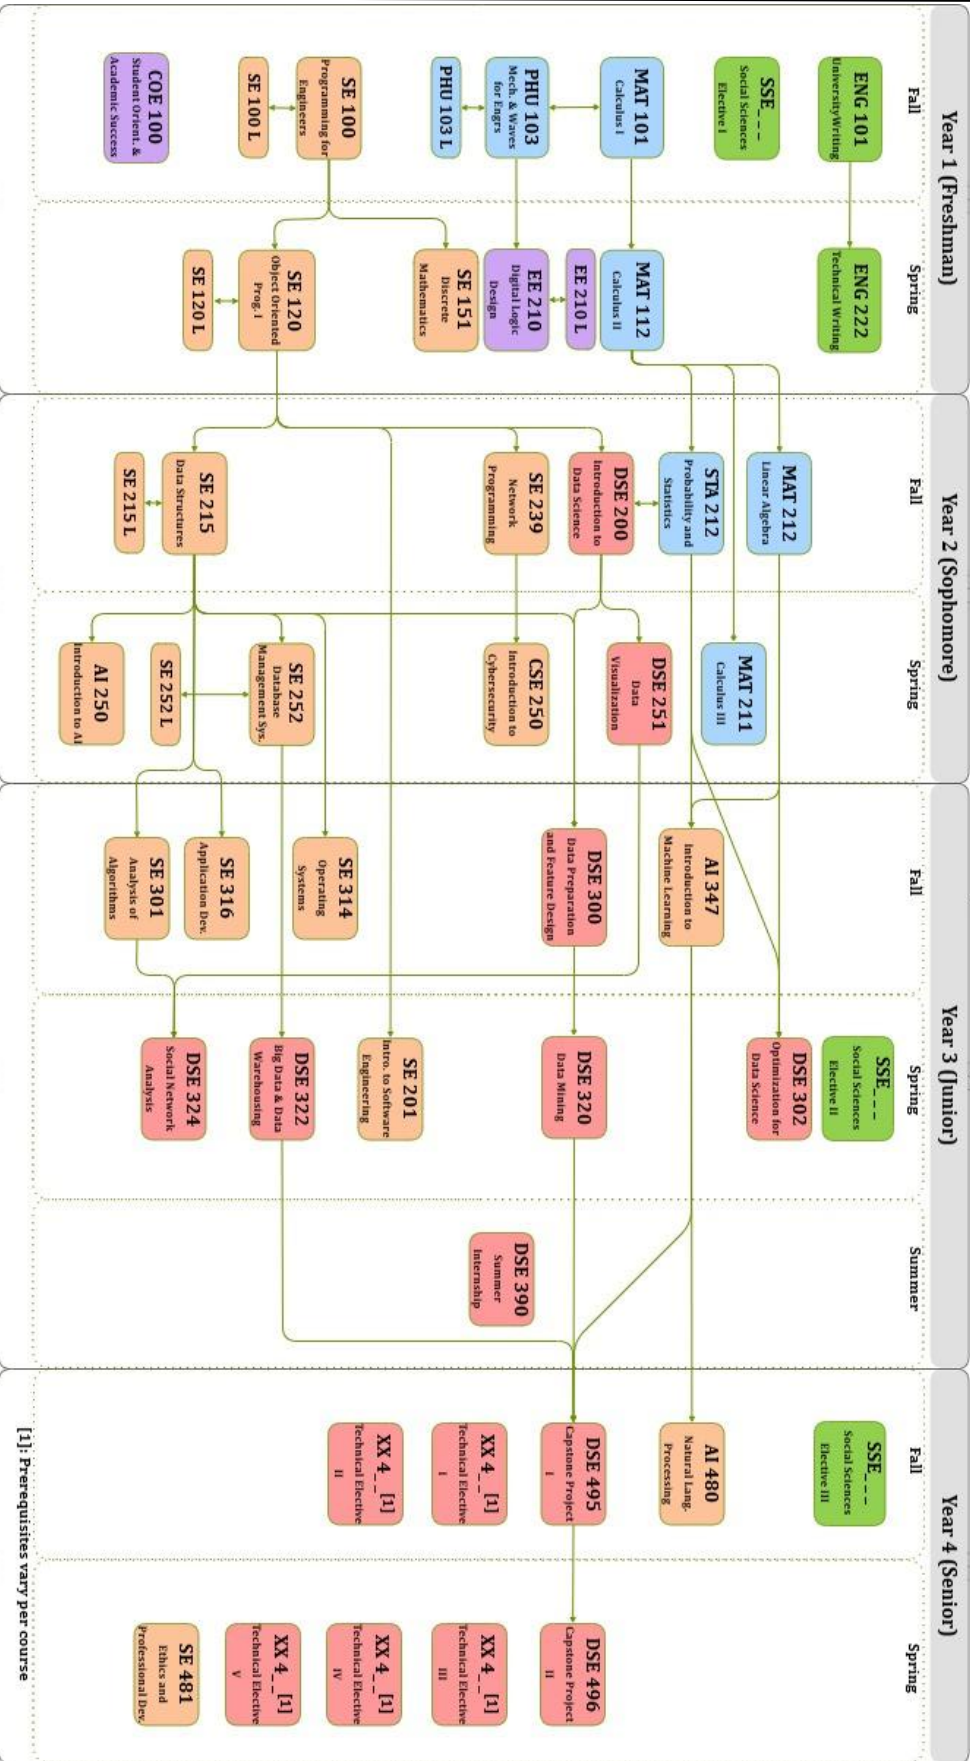 Year 1 (Freshman)
Fall
ENG 101
UniversityWriting
SSE_ _ _
Social Sciences
Elective I
MAT 101
Calculus I
PHU 103
Mech. & Waves
for Engrs
PHU 103 L
SE 100
Programming for
Engineers
SE 100 L
COE 100
Student Orient. &
Academic Success
Spring
ENG 222
Technical Writing
MAT 112
Calculus II
EE 210 L
EE 210
Digital Logic
Design
SE 151
Discrete
Mathematics
SE 120
Object Oriented
Prog. I
SE 120 L
Year 2 (Sophomore)
Fall
MAT 212
Linear Algebra
STA 212
Probability and
Statistics
DSE 200
Introduction to
Data Science
SE 239
Network
Programming
SE 215
Data Structures
SE 215 L
Spring
MAT 211
Calculus III
DSE 251
Data
Visualization
CSE 250
Introduction to
Cybersecurity
SE 252
Database
Management Sys.
SE 252 L
AI 250
Introduction to AI
Year 3 (Junior)
Fall
AI 347
Introduction to
Machine Learning
DSE 300
Data Preparation
and Feature Design
SE 314
Operating
Systems
SE 316
Application Dev.
SE 301
Analysis of
Algorithms
Spring
SSE_ _ _
Social Sciences
Elective II
DSE 302
Optimization for
Data Science
DSE 320
Data Mining
SE 201
Intro. to Software
Engineering
DSE 322
Big Data & Data
Warehousing
DSE 324
Social Network
Analysis
Summer
DSE 390
Summer
Internship
Year 4 (Senior)
Fall
SSE_ _ _
Social Sciences
Elective III
AI 480
Natural Lang.
Processing
DSE 495
Capstone Project
I
XX 4_ _ [1]
Technical Elective
I
XX 4_ _ [1]
Technical Elective
II
Spring
DSE 496
Capstone Project
II
XX 4_ _ [1]
Technical Elective
III
XX 4_ _ [1]
Technical Elective
IV
XX 4_ _ [1]
Technical Elective
V
SE 481
Ethics and
Professional Dev.
[1]: Prerequisites vary per course